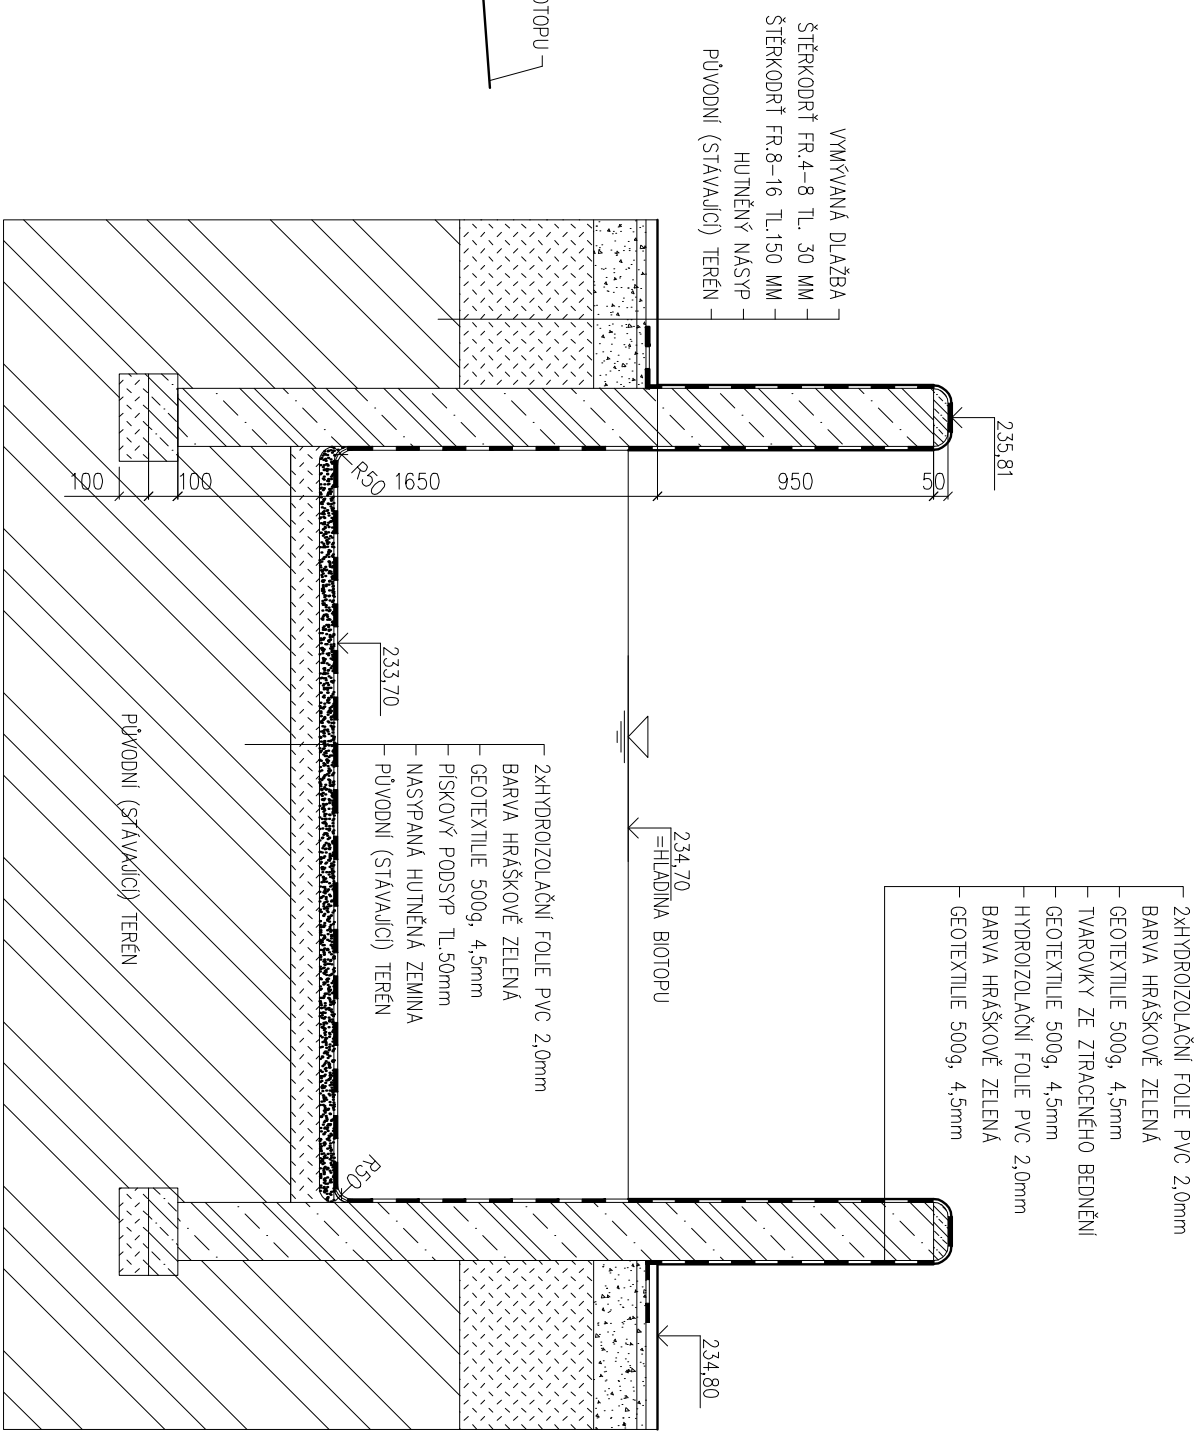 OTOPU
VYMÝVANÁ DLAŽBA
ŠTĚRKODRŤ FR.4–8 TL. 30 MM
ŠTĚRKODRŤ FR.8–16 TL.150 MM
HUTNĚNÝ NÁSYP
PŮVODNÍ (STÁVAJÍCÍ) TERÉN
2xHYDROIZOLAČNÍ FOLIE PVC 2,0mm
BARVA HRÁŠKOVĚ ZELENÁ
GEOTEXTILIE 500g, 4,5mm
TVAROVKY ZE ZTRACENÉHO BEDNĚNÍ
GEOTEXTILIE 500g, 4,5mm
HYDROIZOLAČNÍ FOLIE PVC 2,0mm
BARVA HRÁŠKOVĚ ZELENÁ
GEOTEXTILIE 500g, 4,5mm
235,81
50
950
1650
100
100
R50
R50
234,70
=HLADINA BIOTOPU
234,80
233,70
2xHYDROIZOLAČNÍ FOLIE PVC 2,0mm
BARVA HRÁŠKOVĚ ZELENÁ
GEOTEXTILIE 500g, 4,5mm
PÍSKOVÝ PODSYP TL.50mm
NASYPANÁ HUTNĚNÁ ZEMINA
PŮVODNÍ (STÁVAJÍCÍ) TERÉN
PŮVODNÍ (STÁVAJÍCÍ) TERÉN